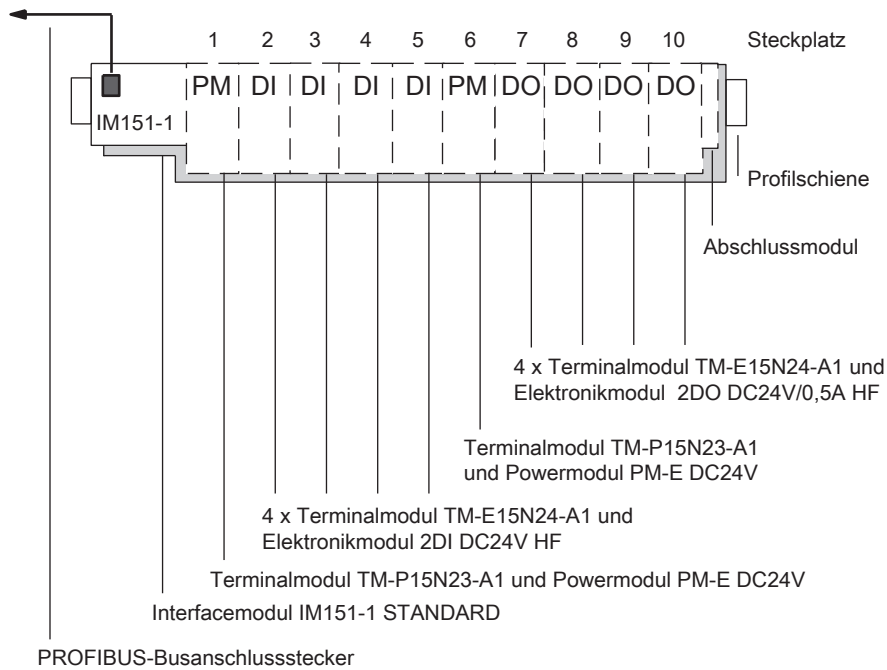 1 2 3 4 5 6 7 8 9 10 Steckplatz
PM DI DI DI DI PM DO DO DO DO
IM151-1
Profilschiene
Abschlussmodul
4 x Terminalmodul TM-E15N24-A1 und
Elektronikmodul 2DO DC24V/0,5A HF
Terminalmodul TM-P15N23-A1
und Powermodul PM-E DC24V
4 x Terminalmodul TM-E15N24-A1 und
Elektronikmodul 2DI DC24V HF
Terminalmodul TM-P15N23-A1 und Powermodul PM-E DC24V
Interfacemodul IM151-1 STANDARD
PROFIBUS-Busanschlussstecker